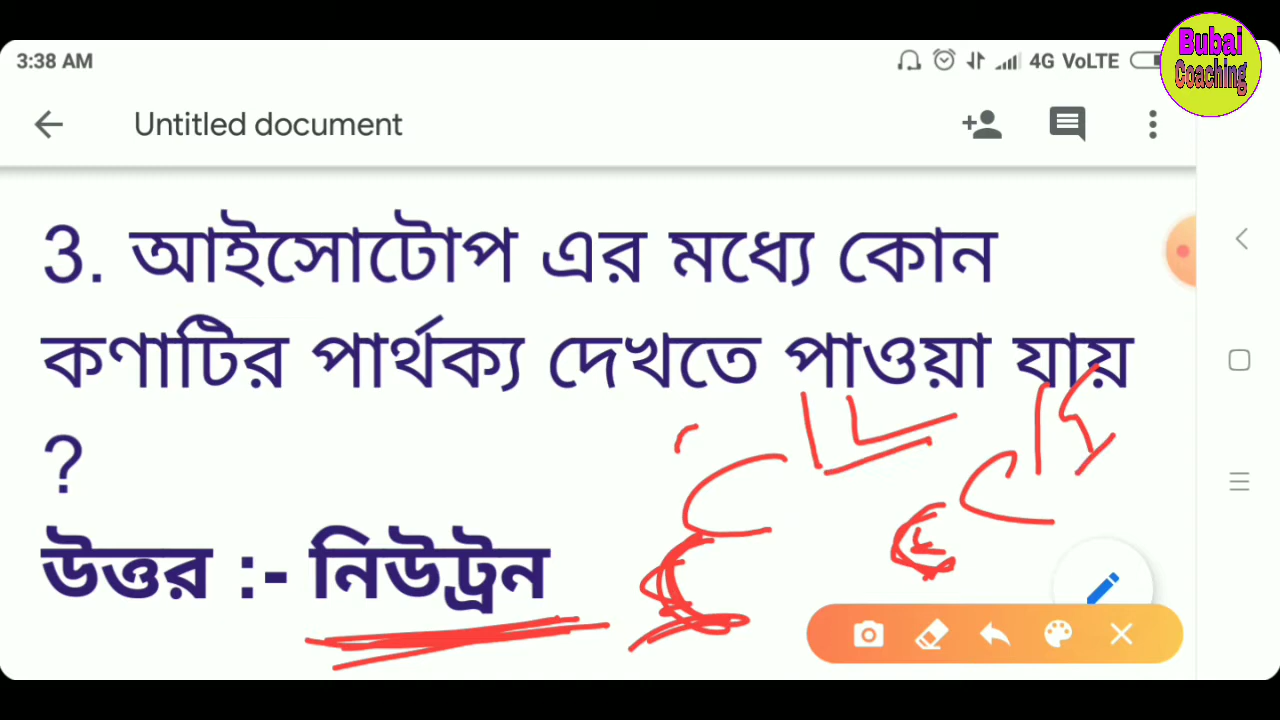 3:38 AM
4G VoLTE
Bubai
Coaching
Untitled document
3. আইসোটোপ এর মধ্যে কোন
কণাটির পার্থক্য দেখতে পাওয়া যায়
?
উত্তর :- নিউট্রন